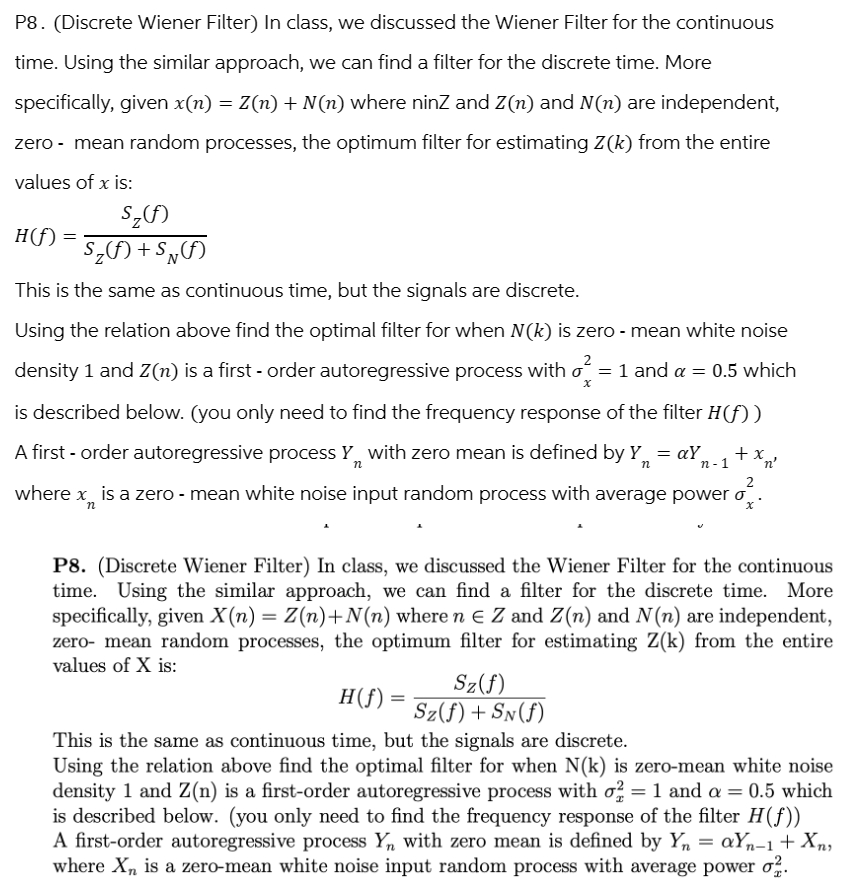 P8. (Discrete Wiener Filter) In class, we discussed the Wiener Filter for the continuous
time. Using the similar approach, we can find a filter for the discrete time. More
specifically, given x(n) = Z(n) + N(n) where ninZ and Z(n) and N(n) are independent,
zero - mean random processes, the optimum filter for estimating Z(k) from the entire
values of x is:
H(f) = S_Z(f) / (S_Z(f) + S_N(f))
This is the same as continuous time, but the signals are discrete.
Using the relation above find the optimal filter for when N(k) is zero - mean white noise
density 1 and Z(n) is a first - order autoregressive process with σ_x^2 = 1 and α = 0.5 which
is described below. (you only need to find the frequency response of the filter H(f) )
A first - order autoregressive process Y_n with zero mean is defined by Y_n = αY_{n-1} + x_n,
where x_n is a zero - mean white noise input random process with average power σ_x^2.
P8. (Discrete Wiener Filter) In class, we discussed the Wiener Filter for the continuous
time. Using the similar approach, we can find a filter for the discrete time. More
specifically, given X(n) = Z(n)+N(n) where n ∈ Z and Z(n) and N(n) are independent,
zero- mean random processes, the optimum filter for estimating Z(k) from the entire
values of X is:
H(f) = S_Z(f) / (S_Z(f) + S_N(f))
This is the same as continuous time, but the signals are discrete.
Using the relation above find the optimal filter for when N(k) is zero-mean white noise
density 1 and Z(n) is a first-order autoregressive process with σ_x^2 = 1 and α = 0.5 which
is described below. (you only need to find the frequency response of the filter H(f))
A first-order autoregressive process Y_n with zero mean is defined by Y_n = αY_{n-1} + X_n,
where X_n is a zero-mean white noise input random process with average power σ_x^2.